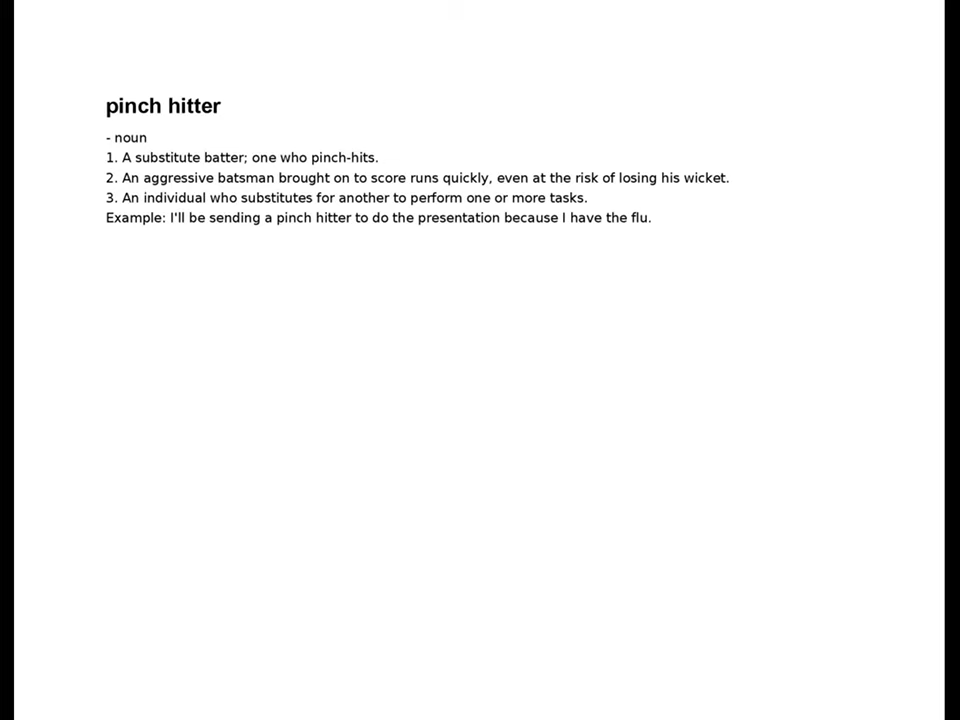 pinch hitter
- noun
1. A substitute batter; one who pinch-hits.
2. An aggressive batsman brought on to score runs quickly, even at the risk of losing his wicket.
3. An individual who substitutes for another to perform one or more tasks.
Example: I'll be sending a pinch hitter to do the presentation because I have the flu.